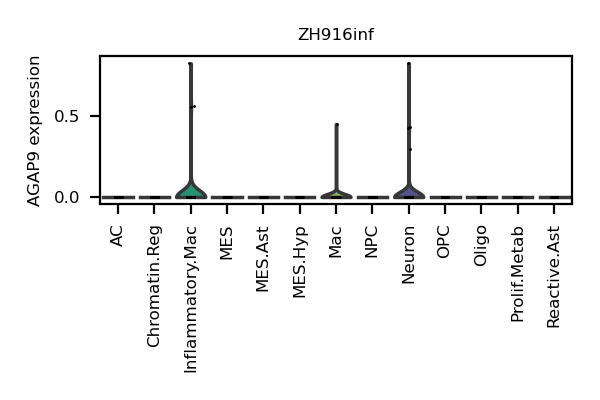 ZH916inf
AGAP9 expression
0.5
0.0
AC
Chromatin.Reg
Inflammatory.Mac
MES
MES.Ast
MES.Hyp
Mac
NPC
Neuron
OPC
Oligo
Prolif.Metab
Reactive.Ast